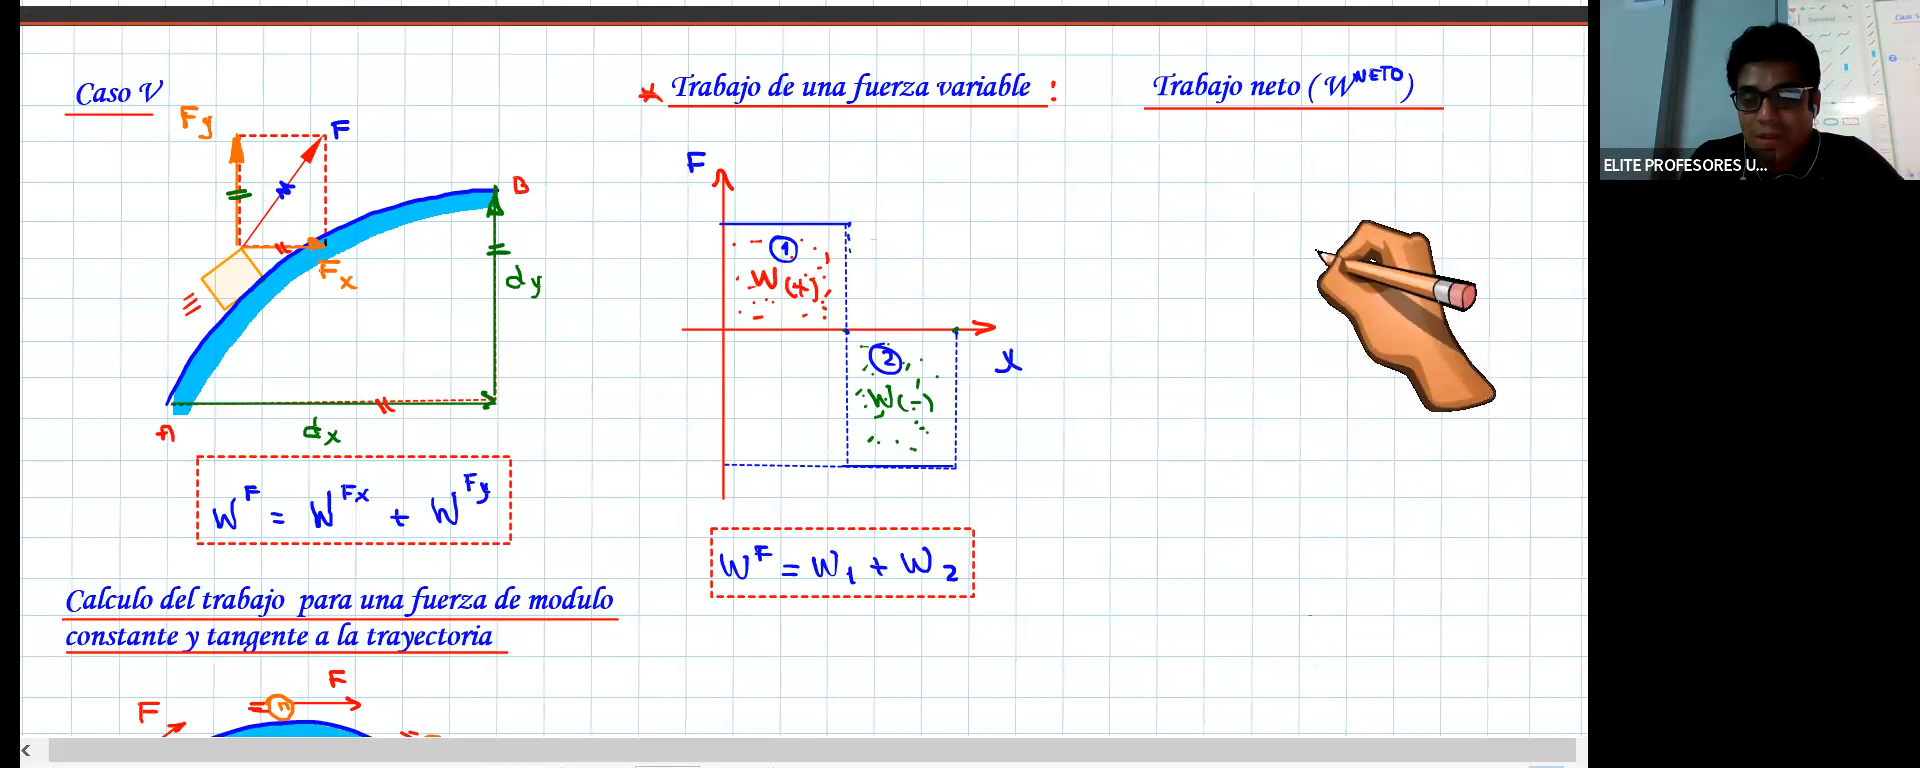 Caso V
Fy
F
B
Fx
dy
A
dx
W^F = W^Fx + W^Fy
Calculo del trabajo para una fuerza de modulo
constante y tangente a la trayectoria
F
F
* Trabajo de una fuerza variable :
F
1
W (+)
x
2
W(-)
W^F = W1 + W2
Trabajo neto ( W^NETO )
ELITE PROFESORES U...